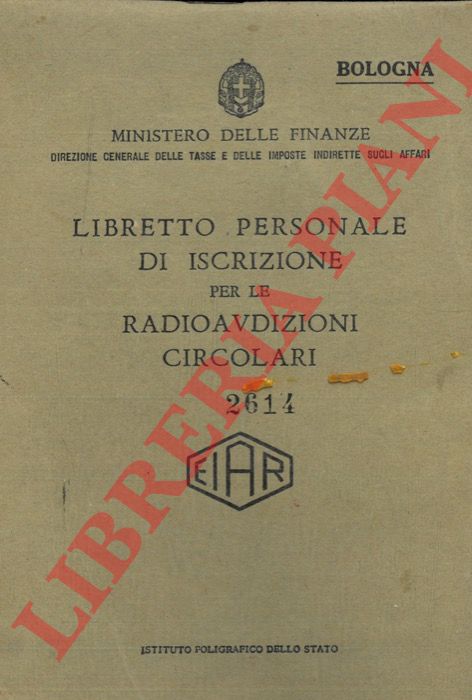 BOLOGNA
MINISTERO DELLE FINANZE
DIREZIONE GENERALE DELLE TASSE E DELLE IMPOSTE INDIRETTE SUGLI AFFARI
LIBRETTO PERSONALE
DI ISCRIZIONE
PER LE
RADIOAVDIZIONI
CIRCOLARI
2614
EIAR
ISTITUTO POLIGRAFICO DELLO STATO
LIBRERIA PIANI